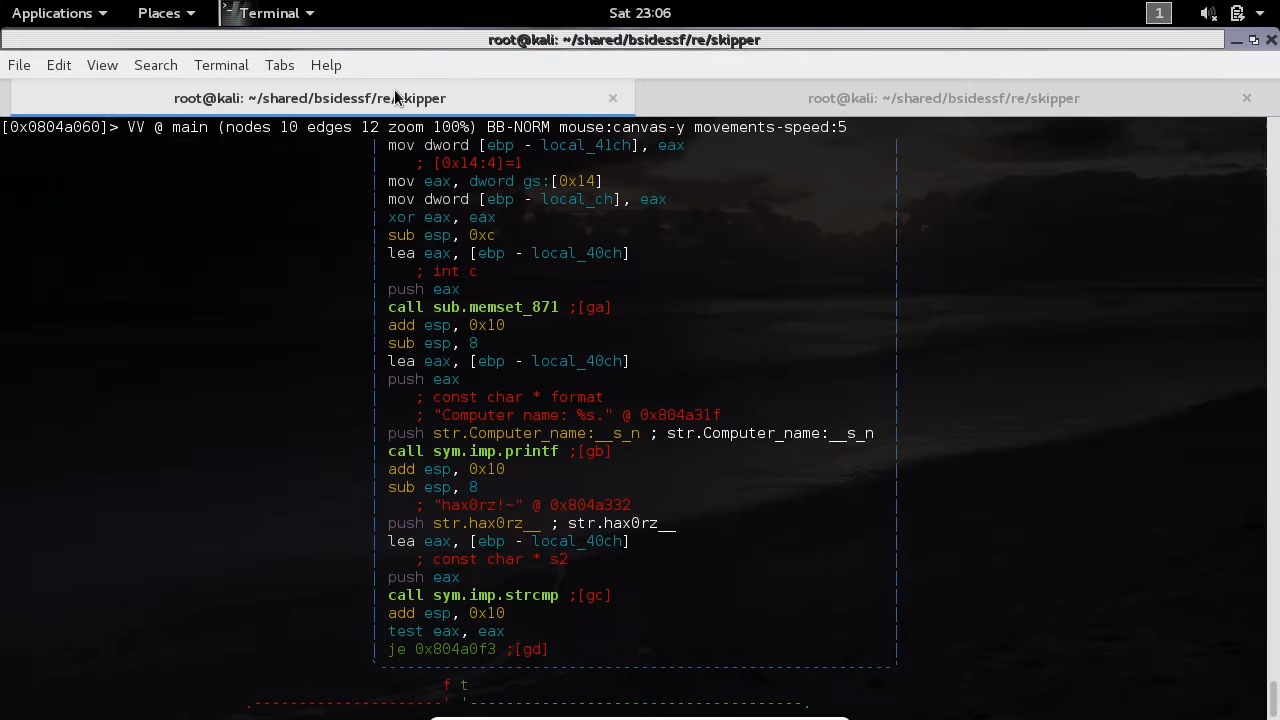 Applications Places Terminal Sat 23:06 1
root@kali: ~/shared/bsidessf/re/skipper
File Edit View Search Terminal Tabs Help
root@kali: ~/shared/bsidessf/re/skipper × root@kali: ~/shared/bsidessf/re/skipper ×
[0x0804a060]> VV @ main (nodes 10 edges 12 zoom 100%) BB-NORM mouse:canvas-y movements-speed:5
mov dword [ebp - local_41ch], eax
; [0x14:4]=1
mov eax, dword gs:[0x14]
mov dword [ebp - local_ch], eax
xor eax, eax
sub esp, 0xc
lea eax, [ebp - local_40ch]
; int c
push eax
call sub.memset_871 ;[ga]
add esp, 0x10
sub esp, 8
lea eax, [ebp - local_40ch]
push eax
; const char * format
; "Computer name: %s." @ 0x804a31f
push str.Computer_name:__s_n ; str.Computer_name:__s_n
call sym.imp.printf ;[gb]
add esp, 0x10
sub esp, 8
; "hax0rz!~" @ 0x804a332
push str.hax0rz__ ; str.hax0rz__
lea eax, [ebp - local_40ch]
; const char * s2
push eax
call sym.imp.strcmp ;[gc]
add esp, 0x10
test eax, eax
je 0x804a0f3 ;[gd]
f t